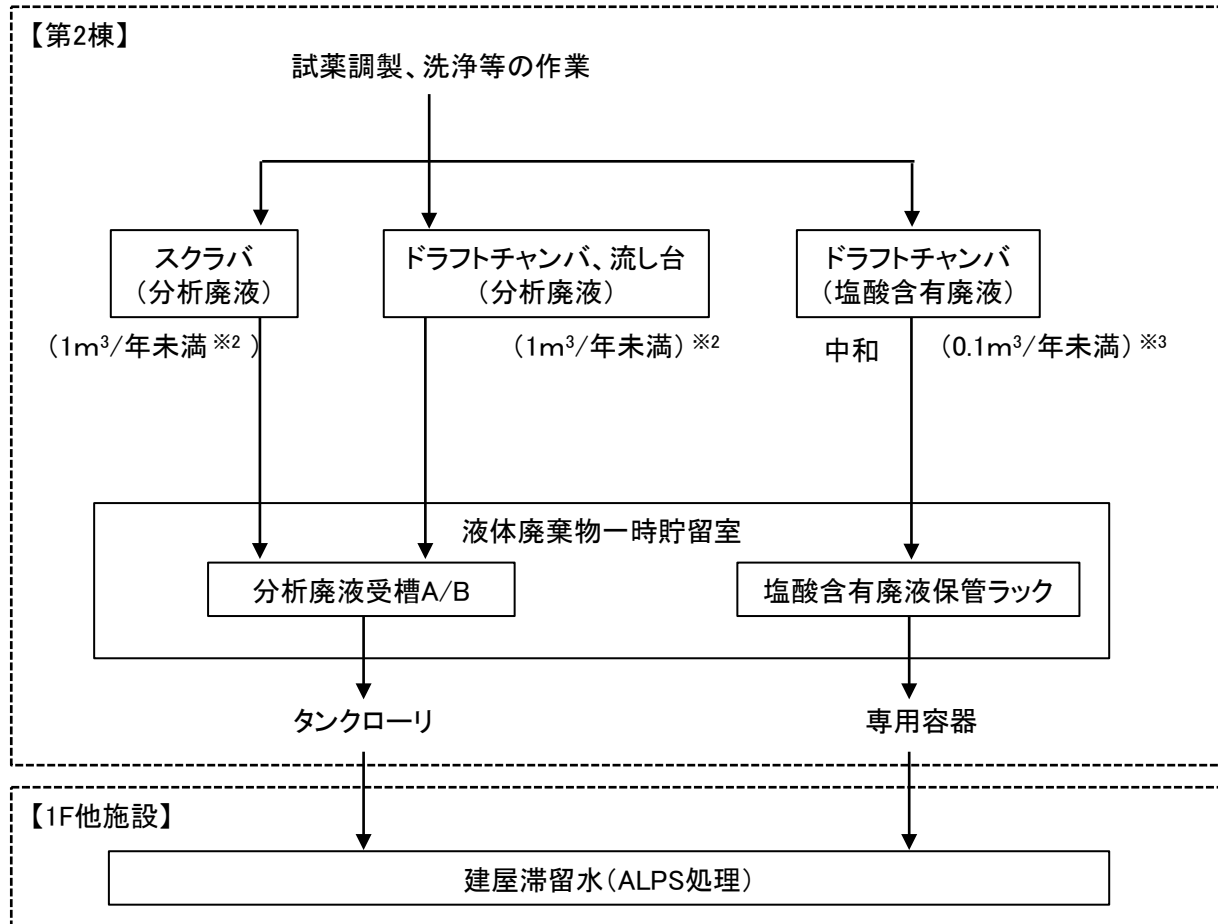 【第2棟】
試薬調製、洗浄等の作業
スクラバ
（分析廃液）
ドラフトチャンバ、流し台
（分析廃液）
ドラフトチャンバ
（塩酸含有廃液）
（1m³/年未満※2）
（1m³/年未満）※2
中和
（0.1m³/年未満）※3
液体廃棄物一時貯留室
分析廃液受槽A/B
塩酸含有廃液保管ラック
タンクローリ
専用容器
【1F他施設】
建屋滞留水（ALPS処理）